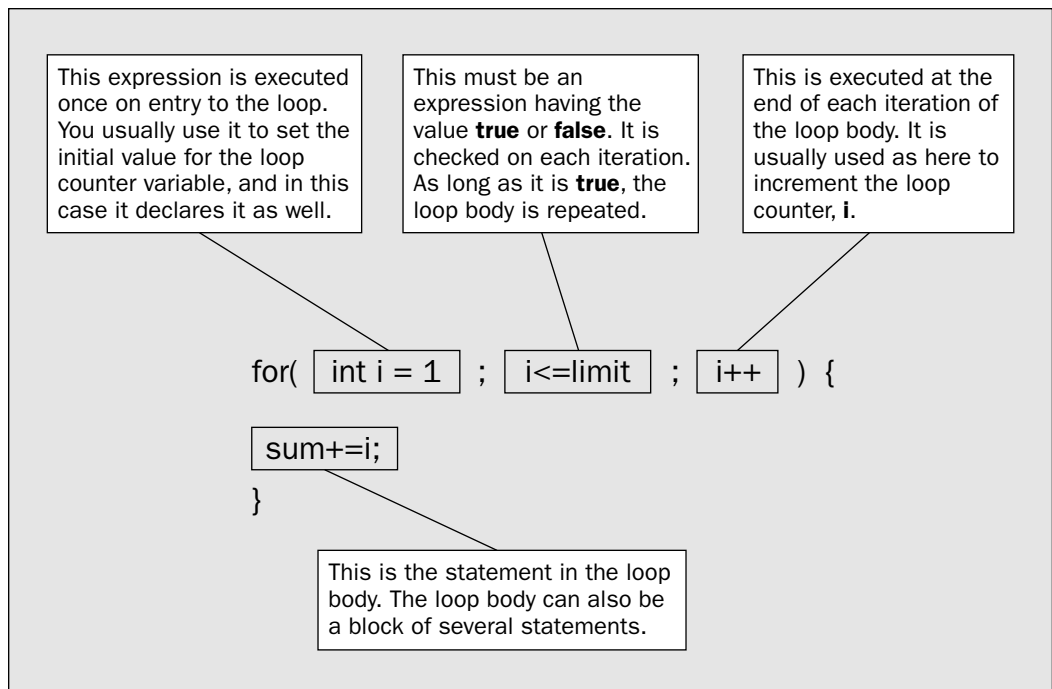 This expression is executed
once on entry to the loop.
You usually use it to set the
initial value for the loop
counter variable, and in this
case it declares it as well.
This must be an
expression having the
value true or false. It is
checked on each iteration.
As long as it is true, the
loop body is repeated.
This is executed at the
end of each iteration of
the loop body. It is
usually used as here to
increment the loop
counter, i.
for( int i = 1 ; i<=limit ; i++ ) {
sum+=i;
}
This is the statement in the loop
body. The loop body can also be
a block of several statements.